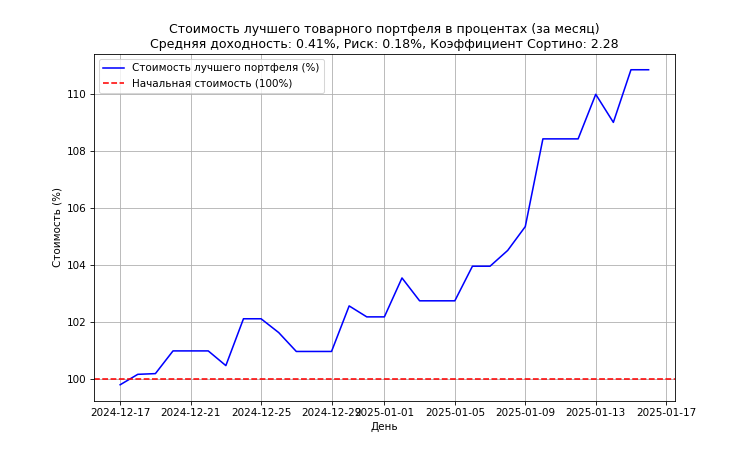 Стоимость лучшего товарного портфеля в процентах (за месяц)
Средняя доходность: 0.41%, Риск: 0.18%, Коэффициент Сортино: 2.28
Стоимость лучшего портфеля (%)
Начальная стоимость (100%)
Стоимость (%)
110
108
106
104
102
100
2024-12-17 2024-12-21 2024-12-25 2024-12-29 2025-01-01 2025-01-05 2025-01-09 2025-01-13 2025-01-17
День